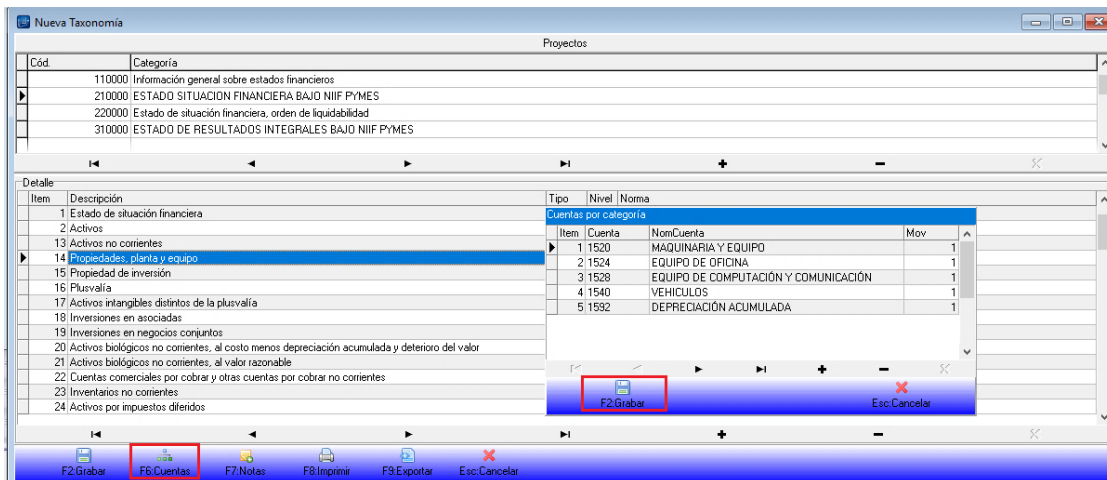 Nueva Taxonomía
Proyectos
Cód. Categoría
110000 Información general sobre estados financieros
210000 ESTADO SITUACION FINANCIERA BAJO NIIF PYMES
220000 Estado de situación financiera, orden de liquidabilidad
310000 ESTADO DE RESULTADOS INTEGRALES BAJO NIIF PYMES
Detalle
Item Descripción Tipo Nivel Norma
1 Estado de situación financiera
2 Activos
13 Activos no corrientes
14 Propiedades, planta y equipo
15 Propiedad de inversión
16 Plusvalía
17 Activos intangibles distintos de la plusvalía
18 Inversiones en asociadas
19 Inversiones en negocios conjuntos
20 Activos biológicos no corrientes, al costo menos depreciación acumulada y deterioro del valor
21 Activos biológicos no corrientes, al valor razonable
22 Cuentas comerciales por cobrar y otras cuentas por cobrar no corrientes
23 Inventarios no corrientes
24 Activos por impuestos diferidos
Cuentas por categoría
Item Cuenta NomCuenta Mov
1 1520 MAQUINARIA Y EQUIPO 1
2 1524 EQUIPO DE OFICINA 1
3 1528 EQUIPO DE COMPUTACIÓN Y COMUNICACIÓN 1
4 1540 VEHICULOS 1
5 1592 DEPRECIACIÓN ACUMULADA 1
F2:Grabar Esc:Cancelar
F2:Grabar F6:Cuentas F7:Notas F8:Imprimir F9:Exportar Esc:Cancelar